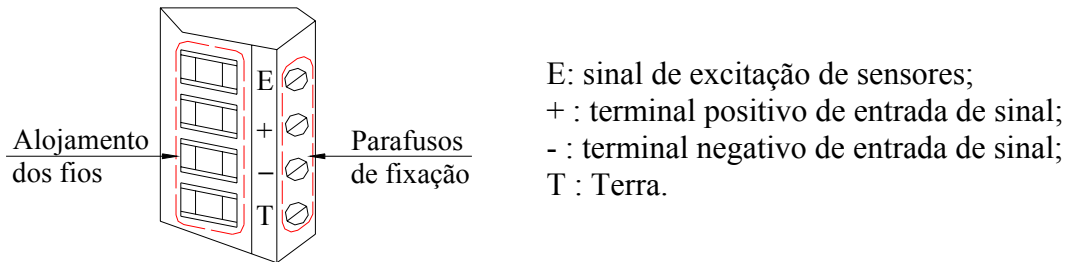 Alojamento
dos fios
E
+
−
T
Parafusos
de fixação
E: sinal de excitação de sensores;
+ : terminal positivo de entrada de sinal;
- : terminal negativo de entrada de sinal;
T : Terra.